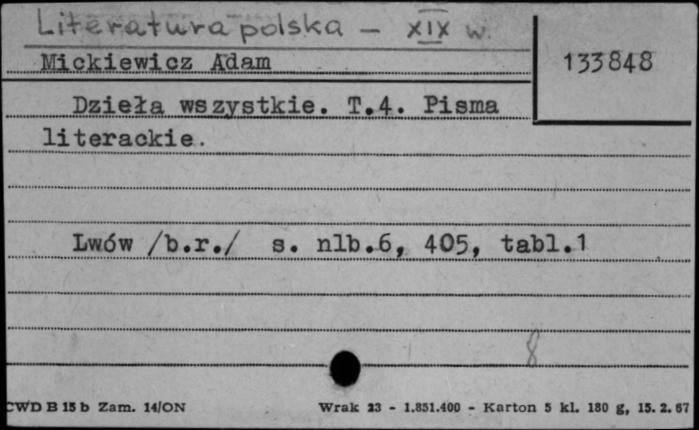 Literatura polska - XIX w.
Mickiewicz Adam
133848
Dzieła wszystkie. T.4. Pisma
literackie.
Lwów /b.r./ s. nlb.6, 405, tabl.1
8
CWD B 15 b Zam. 14/ON
Wrak 23 - 1.851.400 - Karton 5 kl. 180 g, 15.2.67